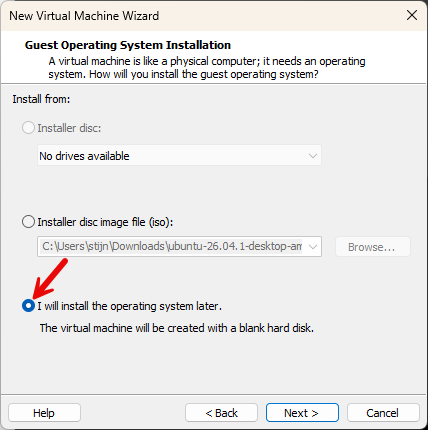 New Virtual Machine Wizard
Guest Operating System Installation
A virtual machine is like a physical computer; it needs an operating
system. How will you install the guest operating system?
Install from:
Installer disc:
No drives available
Installer disc image file (iso):
C:\Users\stijn\Downloads\ubuntu-26.04.1-desktop-am
Browse...
I will install the operating system later.
The virtual machine will be created with a blank hard disk.
Help
< Back
Next >
Cancel